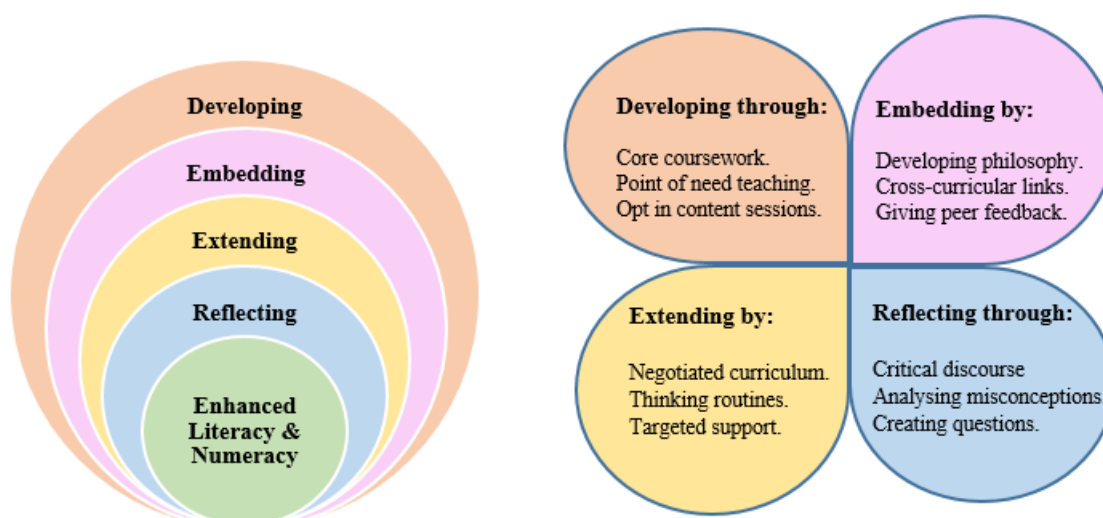 Developing
Embedding
Extending
Reflecting
Enhanced
Literacy &
Numeracy
Developing through:
Core coursework.
Point of need teaching.
Opt in content sessions.
Embedding by:
Developing philosophy.
Cross-curricular links.
Giving peer feedback.
Extending by:
Negotiated curriculum.
Thinking routines.
Targeted support.
Reflecting through:
Critical discourse
Analysing misconceptions
Creating questions.